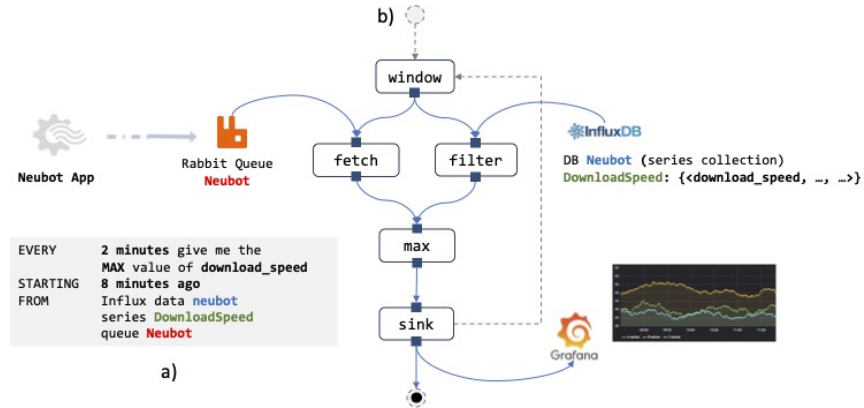 b)
window
fetch
filter
max
sink
Neubot App
Rabbit Queue
Neubot
InfluxDB
DB Neubot (series collection)
DownloadSpeed: {<download_speed, …, …>}
EVERY 2 minutes give me the
MAX value of download_speed
STARTING 8 minutes ago
FROM Influx data neubot
series DownloadSpeed
queue Neubot
a)
Grafana